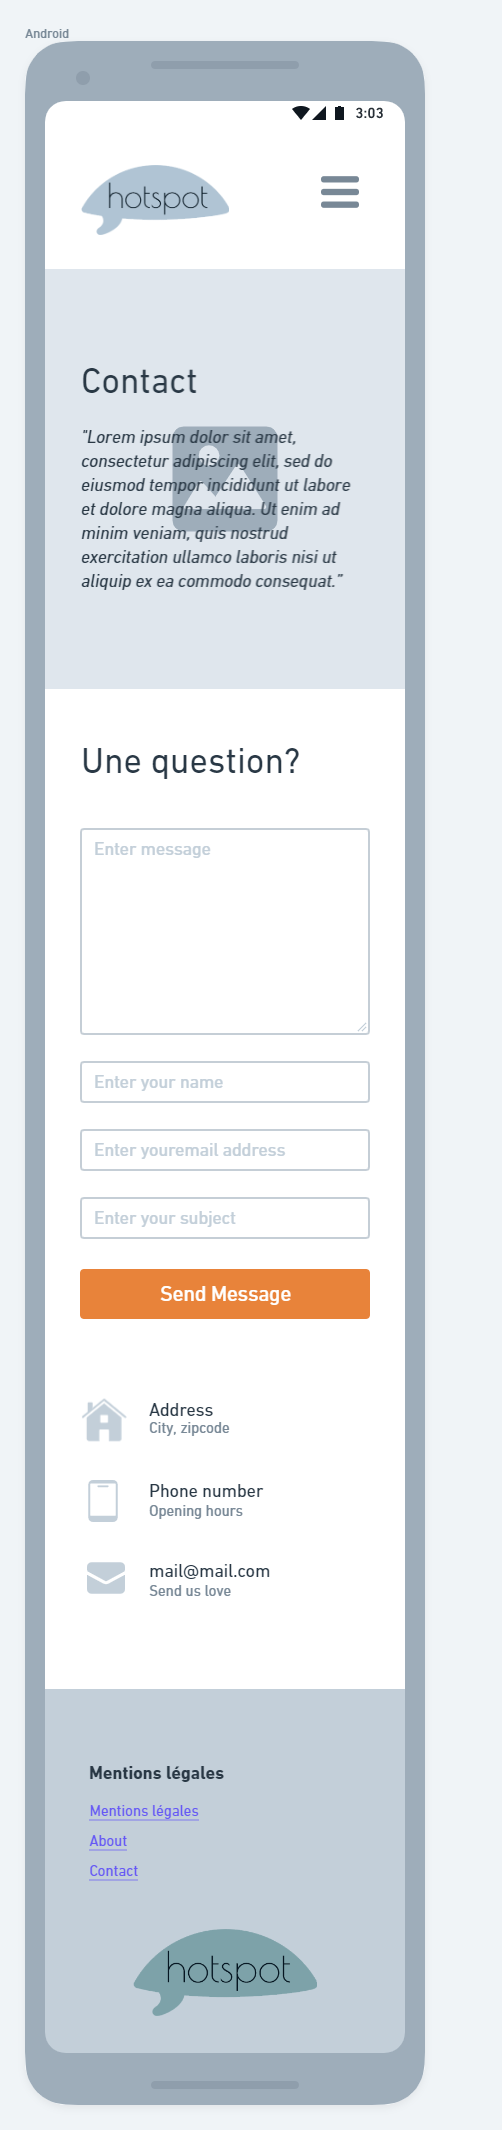 Android
3:03
hotspot
Contact
"Lorem ipsum dolor sit amet,
consectetur adipiscing elit, sed do
eiusmod tempor incididunt ut labore
et dolore magna aliqua. Ut enim ad
minim veniam, quis nostrud
exercitation ullamco laboris nisi ut
aliquip ex ea commodo consequat."
Une question?
Enter message
Enter your name
Enter youremail address
Enter your subject
Send Message
Address
City, zipcode
Phone number
Opening hours
mail@mail.com
Send us love
Mentions légales
Mentions légales
About
Contact
hotspot